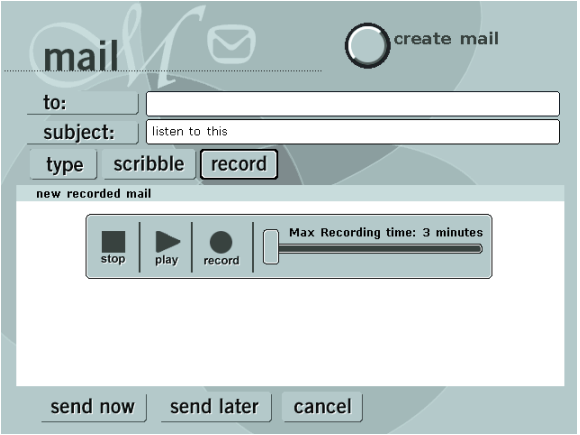 mail
create mail
to:
subject: listen to this
type scribble record
new recorded mail
Max Recording time: 3 minutes
stop play record
send now send later cancel